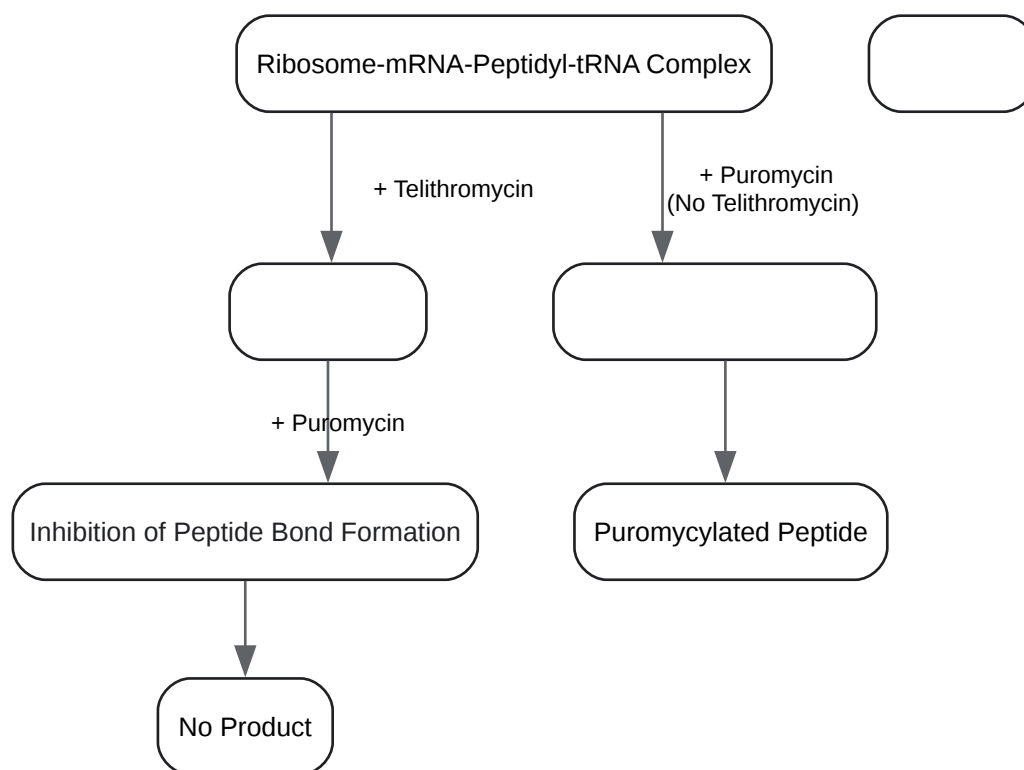 Ribosome-mRNA-Peptidyl-tRNA Complex
+ Telithromycin
+ Puromycin
(No Telithromycin)
+ Puromycin
Inhibition of Peptide Bond Formation
Puromycylated Peptide
No Product